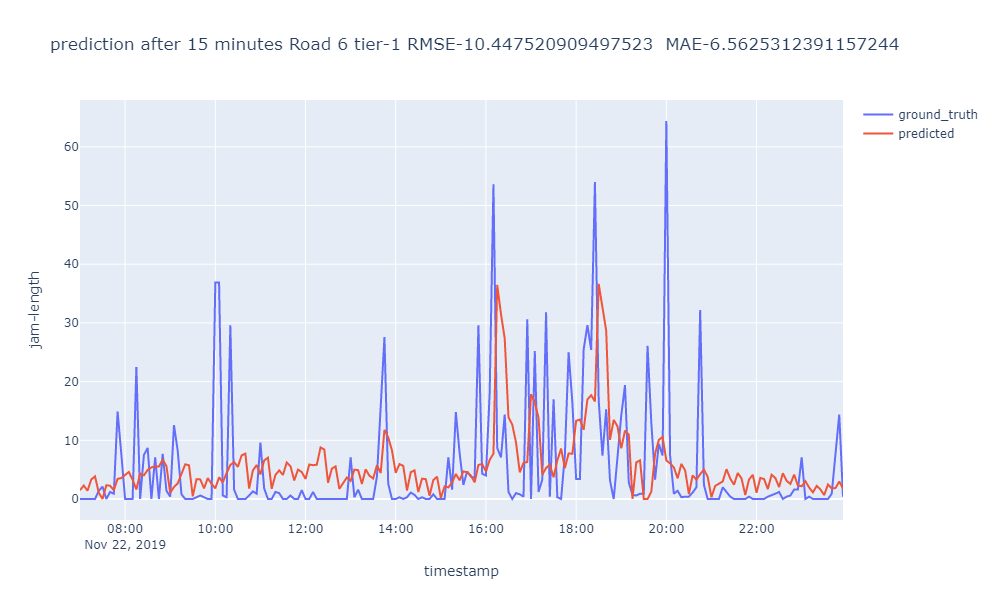 prediction after 15 minutes Road 6 tier-1 RMSE-10.447520909497523  MAE-6.5625312391157244
ground_truth
predicted
60
50
40
30
20
10
0
jam-length
08:00 10:00 12:00 14:00 16:00 18:00 20:00 22:00
Nov 22, 2019
timestamp